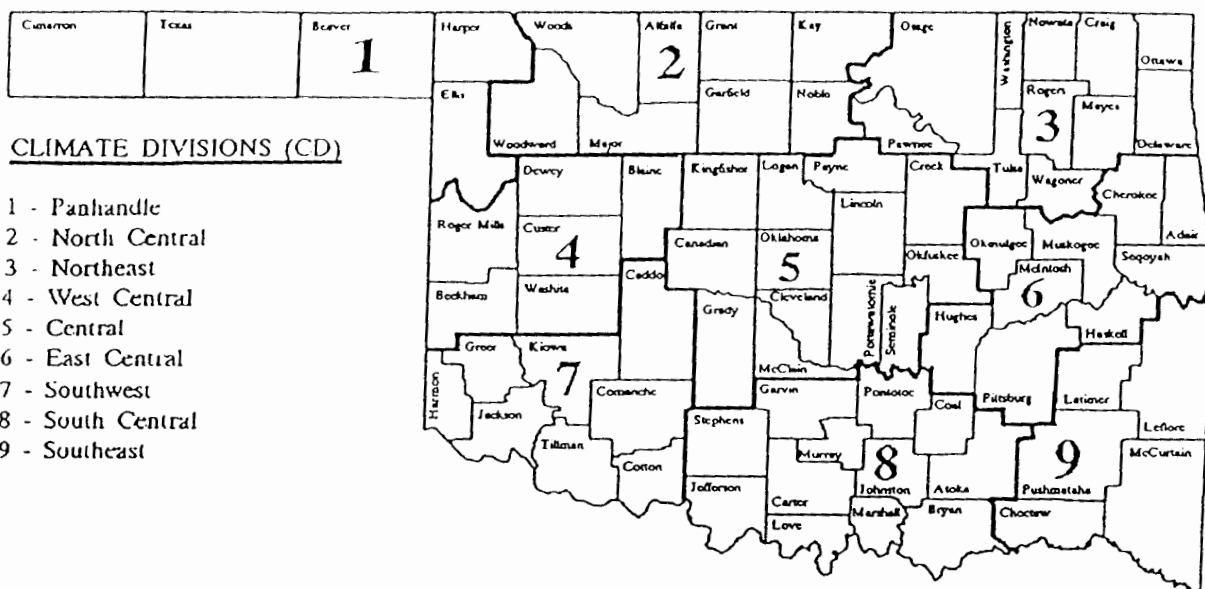 Cimarron Texas Beaver Harper Woods Alfalfa Grant Kay Osage Washington Nowata Craig Ottawa
1 2
Ellis Garfield Noble Rogers Mayes
3
CLIMATE DIVISIONS (CD)
Woodward Major Pawnee Delaware
Dewey Blaine Kingfisher Logan Payne Creek Tulsa Wagoner
Cherokee
1 - Panhandle
Lincoln
2 - North Central
Roger Mills Custer Canadian Oklahoma Okmulgee Muskogee Adair
3 - Northeast
4 5 Okfuskee McIntosh Sequoyah
4 - West Central
Beckham Washita Caddo Cleveland Pottawatomie Seminole 6
5 - Central
Grady Hughes Haskell
6 - East Central
Greer Kiowa McClain
7 - Southwest
Harmon 7 Comanche Garvin Pontotoc Coal Pittsburg Latimer
8 - South Central
Jackson Stephens Leflore
9 - Southeast
Tillman Cotton Murray 8 9 McCurtain
Jefferson Johnston Atoka Pushmataha
Carter Marshall Bryan Choctaw
Love